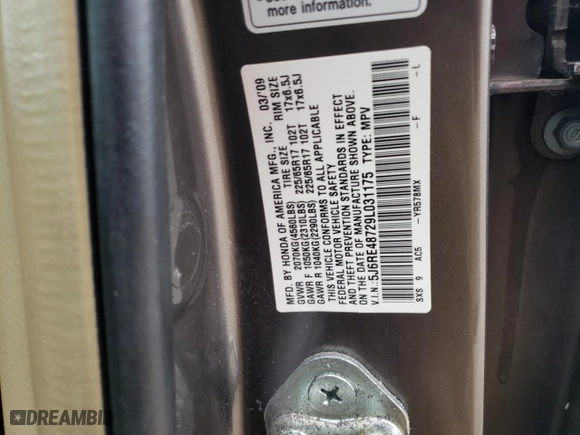 more information.
MFD. BY HONDA OF AMERICA MFG., INC. 03/'09
TIRE SIZE RIM SIZE
GVWR 2070KG(4560LBS)
GAWR F 1050KG(2310LBS) 225/65R17 102T 17x6.5J
GAWR R 1040KG(2290LBS) 225/65R17 102T 17x6.5J
THIS VEHICLE CONFORMS TO ALL APPLICABLE
FEDERAL MOTOR VEHICLE SAFETY
AND THEFT PREVENTION STANDARDS IN EFFECT
ON THE DATE OF MANUFACTURE SHOWN ABOVE.
V.I.N.:5J6RE48729L031175 TYPE: MPV
SXS 9 AC5 -YR578MX -F -L
DREAMBID